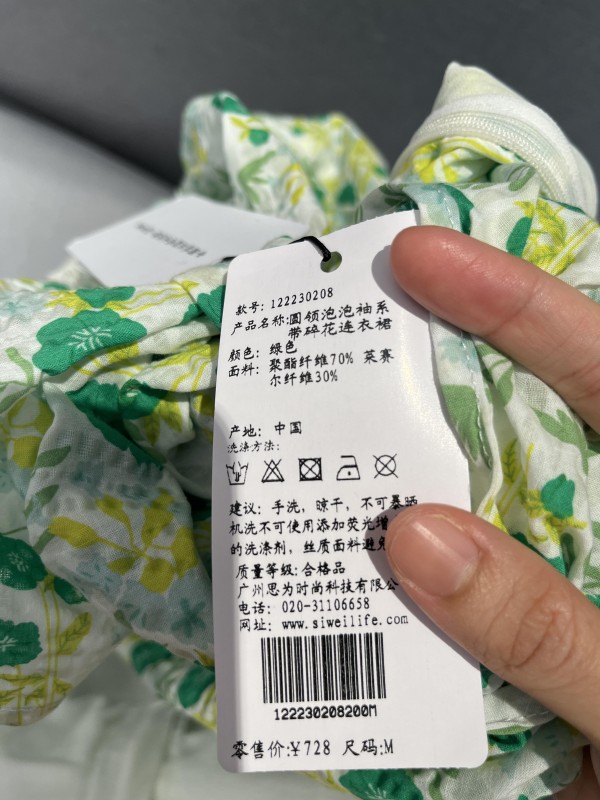 款号: 122230208
产品名称:圆领泡泡袖系
带碎花连衣裙
颜色: 绿色
面料: 聚酯纤维70% 莱赛
尔纤维30%
产地: 中国
洗涤方法:
建议: 手洗, 晾干, 不可暴晒
机洗不可使用添加荧光增
的洗涤剂, 丝质面料避免
质量等级:合格品
广州思为时尚科技有限公
电话: 020-31106658
网址: www.siweilife.com
122230208200M
零售价:¥728 尺码:M